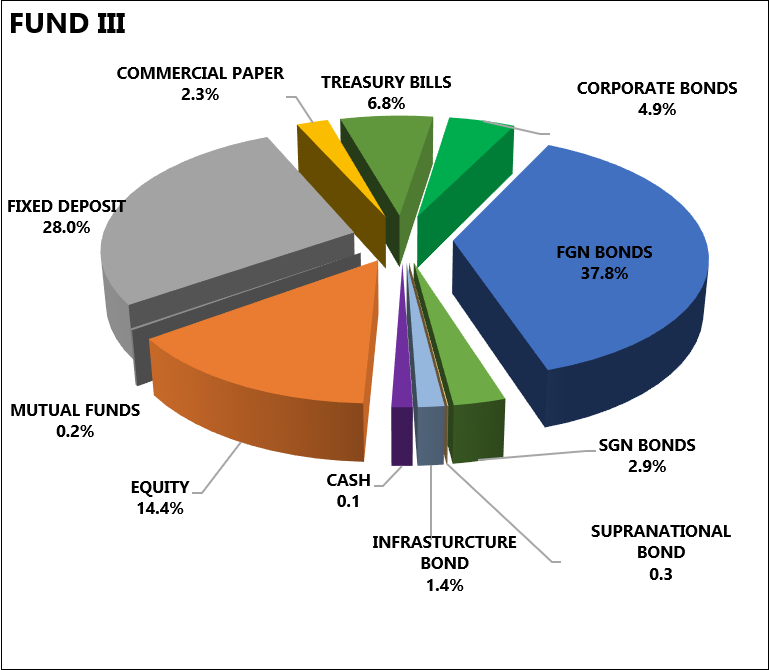 FUND III
COMMERCIAL PAPER
2.3%
TREASURY BILLS
6.8%
CORPORATE BONDS
4.9%
FIXED DEPOSIT
28.0%
FGN BONDS
37.8%
MUTUAL FUNDS
0.2%
EQUITY
14.4%
CASH
0.1
INFRASTURCTURE
BOND
1.4%
SGN BONDS
2.9%
SUPRANATIONAL
BOND
0.3